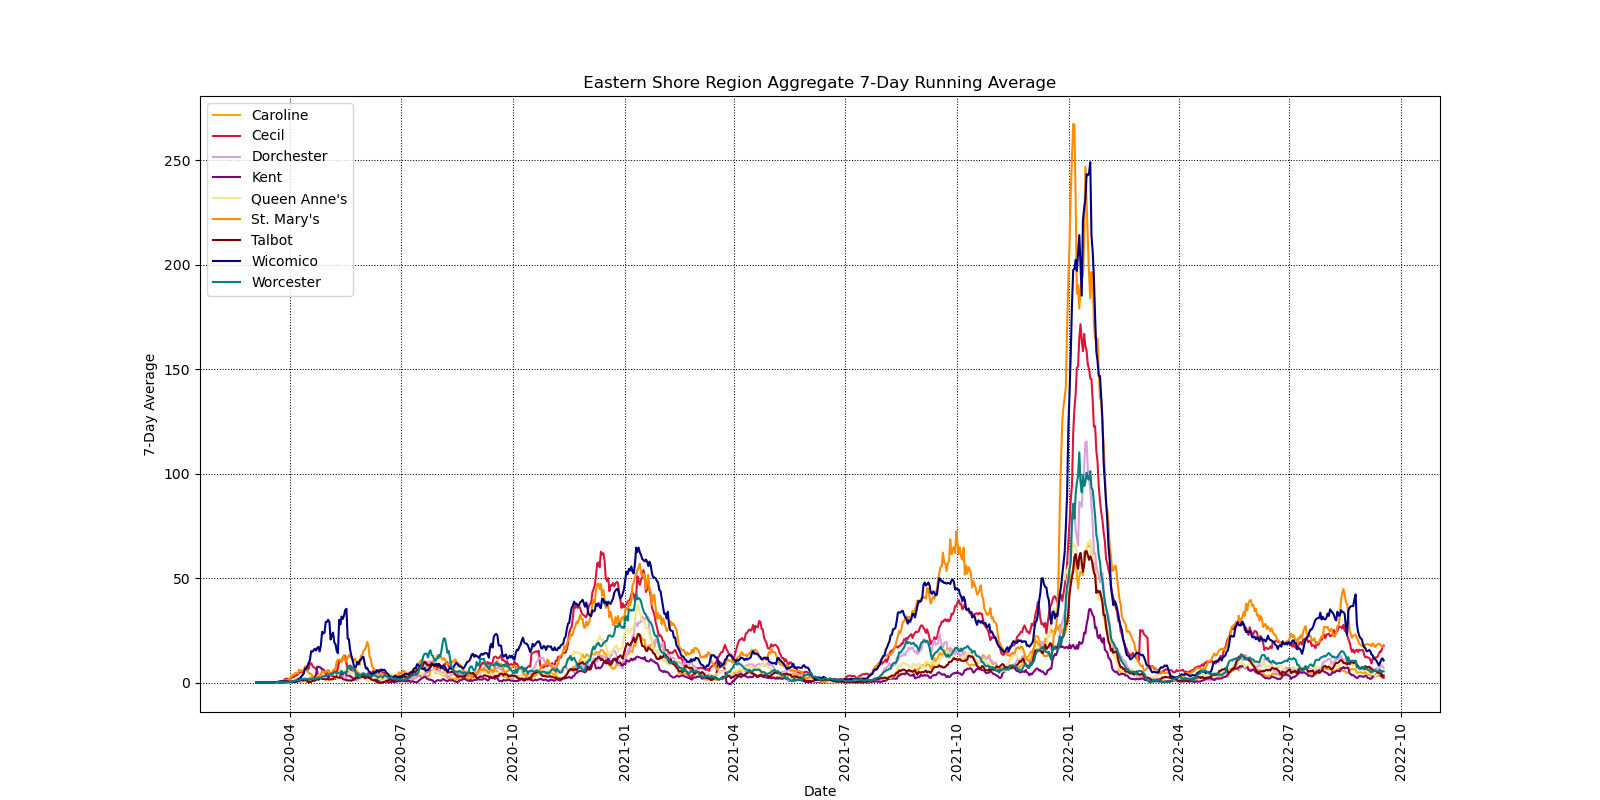 Eastern Shore Region Aggregate 7-Day Running Average
Caroline
Cecil
Dorchester
Kent
Queen Anne's
St. Mary's
Talbot
Wicomico
Worcester
7-Day Average
250
200
150
100
50
0
2020-04
2020-07
2020-10
2021-01
2021-04
2021-07
2021-10
2022-01
2022-04
2022-07
2022-10
Date